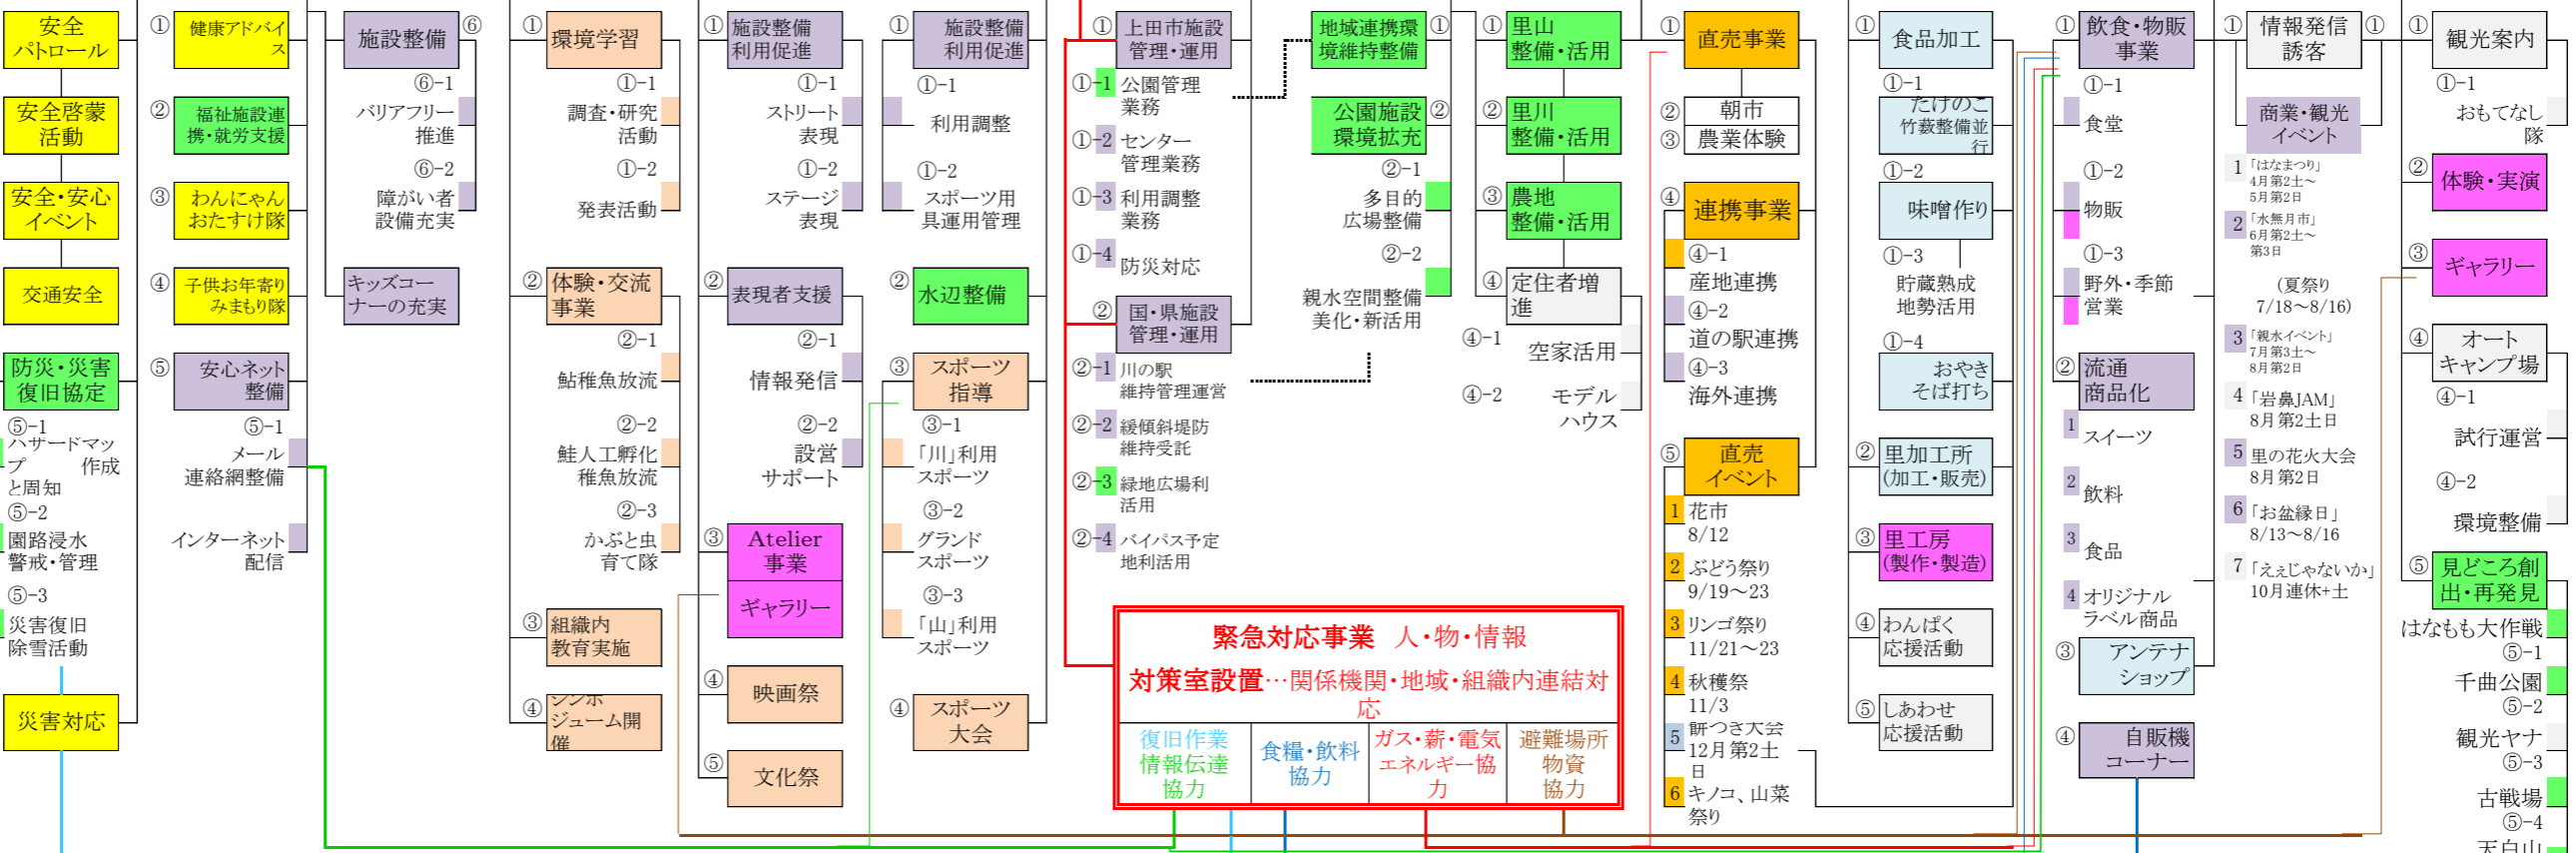 安全
パトロール
安全啓蒙
活動
安全・安心
イベント
交通安全
防災・災害
復旧協定
⑤-1
ハザードマッ
プ 作成
と周知
⑤-2
園路浸水
警戒・管理
⑤-3
災害復旧
除雪活動
災害対応
①
健康アドバイ
ス
②
福祉施設連
携・就労支援
③
わんにゃん
おたすけ隊
④
子供お年寄り
みまもり隊
⑤
安心ネット
整備
⑤-1
メール
連絡網整備
インターネット
配信
施設整備
⑥
⑥-1
バリアフリー
推進
⑥-2
障がい者
設備充実
キッズコー
ナーの充実
①
環境学習
①-1
調査・研究
活動
①-2
発表活動
②
体験・交流
事業
②-1
鮎稚魚放流
②-2
鮭人工孵化
稚魚放流
②-3
かぶと虫
育て隊
③
組織内
教育実施
④
シンポ
ジューム開
催
①
施設整備
利用促進
①-1
ストリート
表現
①-2
ステージ
表現
②
表現者支援
②-1
情報発信
②-2
設営
サポート
③
Atelier
事業
ギャラリー
④
映画祭
⑤
文化祭
①
施設整備
利用促進
①-1
利用調整
①-2
スポーツ用
具運用管理
②
水辺整備
③
スポーツ
指導
③-1
「川」利用
スポーツ
③-2
グランド
スポーツ
③-3
「山」利用
スポーツ
④
スポーツ
大会
①
上田市施設
管理・運用
①-1 公園管理
業務
①-2 センター
管理業務
①-3 利用調整
業務
①-4 防災対応
②
国・県施設
管理・運用
②-1 川の駅
維持管理運営
②-2 緩傾斜堤防
維持受託
②-3 緑地広場利
活用
②-4 バイパス予定
地利活用
地域連携環
境維持整備
①
公園施設
環境拡充
②
②-1
多目的
広場整備
②-2
親水空間整備
美化・新活用
①
里山
整備・活用
②
里川
整備・活用
③
農地
整備・活用
④
定住者増
進
④-1
空家活用
④-2
モデル
ハウス
緊急対応事業 人・物・情報
対策室設置…関係機関・地域・組織内連結対
応
復旧作業
情報伝達
協力
食糧・飲料
協力
ガス・薪・電気
エネルギー協
力
避難場所
物資
協力
①
直売事業
②
朝市
③
農業体験
④
連携事業
④-1
産地連携
④-2
道の駅連携
④-3
海外連携
⑤
直売
イベント
1 花市
8/12
2 ぶどう祭り
9/19～23
3 リンゴ祭り
11/21～23
4 秋穫祭
11/3
5 餅つき大会
12月第2土
日
6 キノコ、山菜
祭り
①
食品加工
①-1
たけのこ
竹薮整備並
行
①-2
味噌作り
①-3
貯蔵熟成
地勢活用
①-4
おやき
そば打ち
②
里加工所
(加工・販売)
③
里工房
(製作・製造)
④
わんぱく
応援活動
⑤
しあわせ
応援活動
①
飲食・物販
事業
①-1
食堂
①-2
物販
①-3
野外・季節
営業
②
流通
商品化
1
スイーツ
2
飲料
3
食品
4 オリジナル
ラベル商品
③
アンテナ
ショップ
④
自販機
コーナー
①
情報発信
誘客
①
商業・観光
イベント
1 「はなまつり」
4月第2土～
5月第2日
2 「水無月市」
6月第2土～
第3日
(夏祭り
7/18～8/16)
3 「親水イベント」
7月第3土～
8月第2日
4 「岩鼻JAM」
8月第2土日
5 里の花火大会
8月第2日
6 「お盆縁日」
8/13～8/16
7 「ええじゃないか」
10月連休+土
①
観光案内
①-1
おもてなし
隊
②
体験・実演
③
ギャラリー
④
オート
キャンプ場
④-1
試行運営
④-2
環境整備
⑤
見どころ創
出・再発見
はなもも大作戦
⑤-1
千曲公園
⑤-2
観光ヤナ
⑤-3
古戦場
⑤-4
天白山